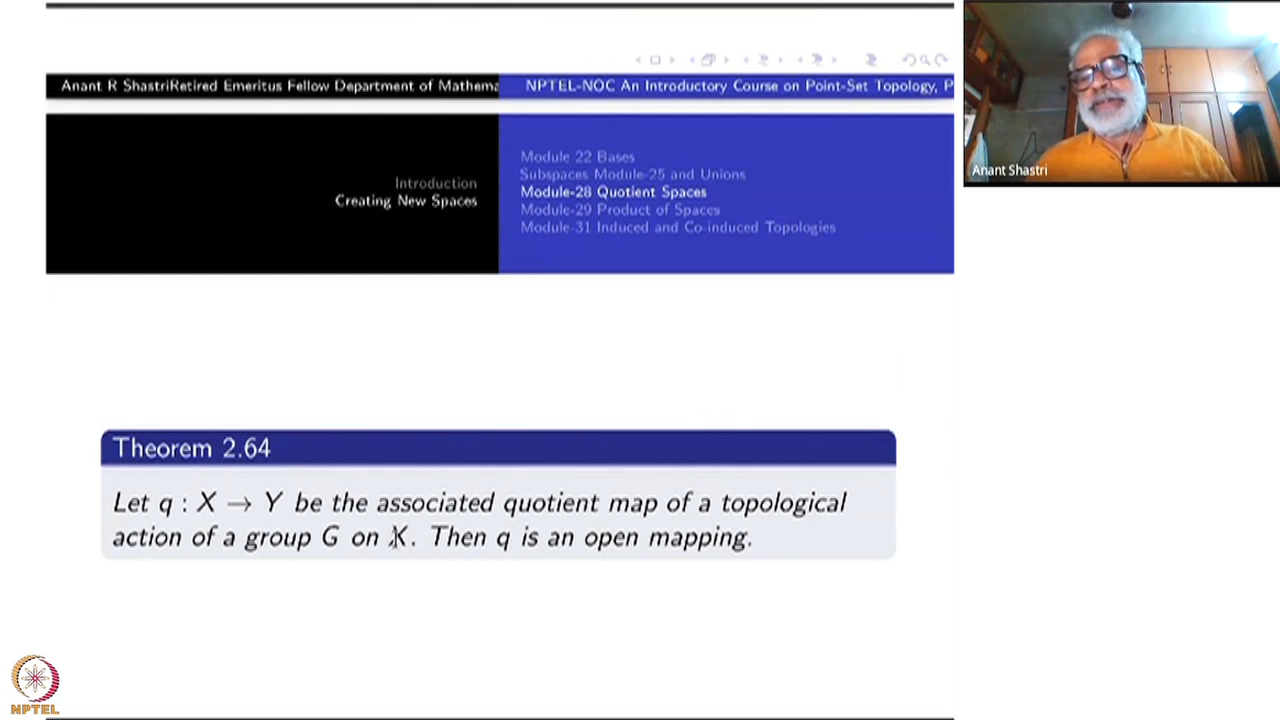 Anant R ShastriRetired Emeritus Fellow Department of Mathema
NPTEL-NOC An Introductory Course on Point-Set Topology, P
Introduction
Creating New Spaces
Module 22 Bases
Subspaces Module-25 and Unions
Module-28 Quotient Spaces
Module-29 Product of Spaces
Module-31 Induced and Co-induced Topologies
Anant Shastri
Theorem 2.64
Let q : X → Y be the associated quotient map of a topological
action of a group G on X. Then q is an open mapping.
NPTEL